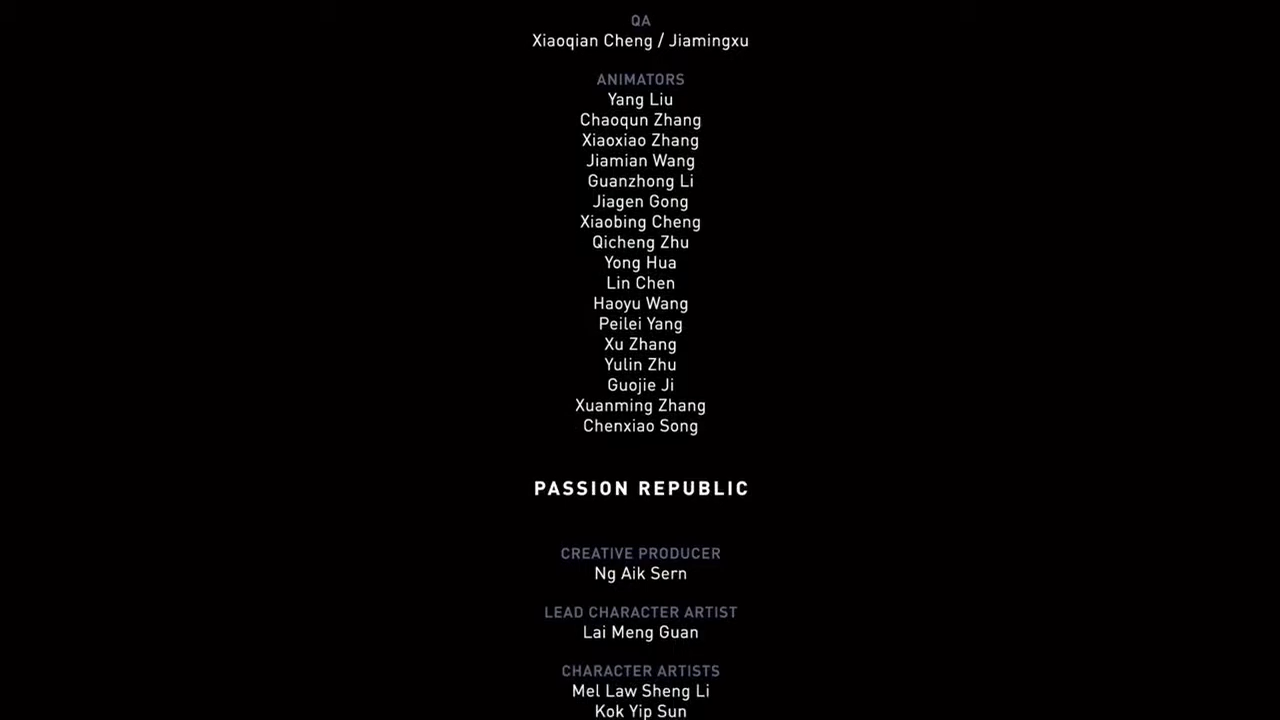 QA
Xiaoqian Cheng / Jiamingxu
ANIMATORS
Yang Liu
Chaoqun Zhang
Xiaoxiao Zhang
Jiamian Wang
Guanzhong Li
Jiagen Gong
Xiaobing Cheng
Qicheng Zhu
Yong Hua
Lin Chen
Haoyu Wang
Peilei Yang
Xu Zhang
Yulin Zhu
Guojie Ji
Xuanming Zhang
Chenxiao Song
PASSION REPUBLIC
CREATIVE PRODUCER
Ng Aik Sern
LEAD CHARACTER ARTIST
Lai Meng Guan
CHARACTER ARTISTS
Mel Law Sheng Li
Kok Yip Sun